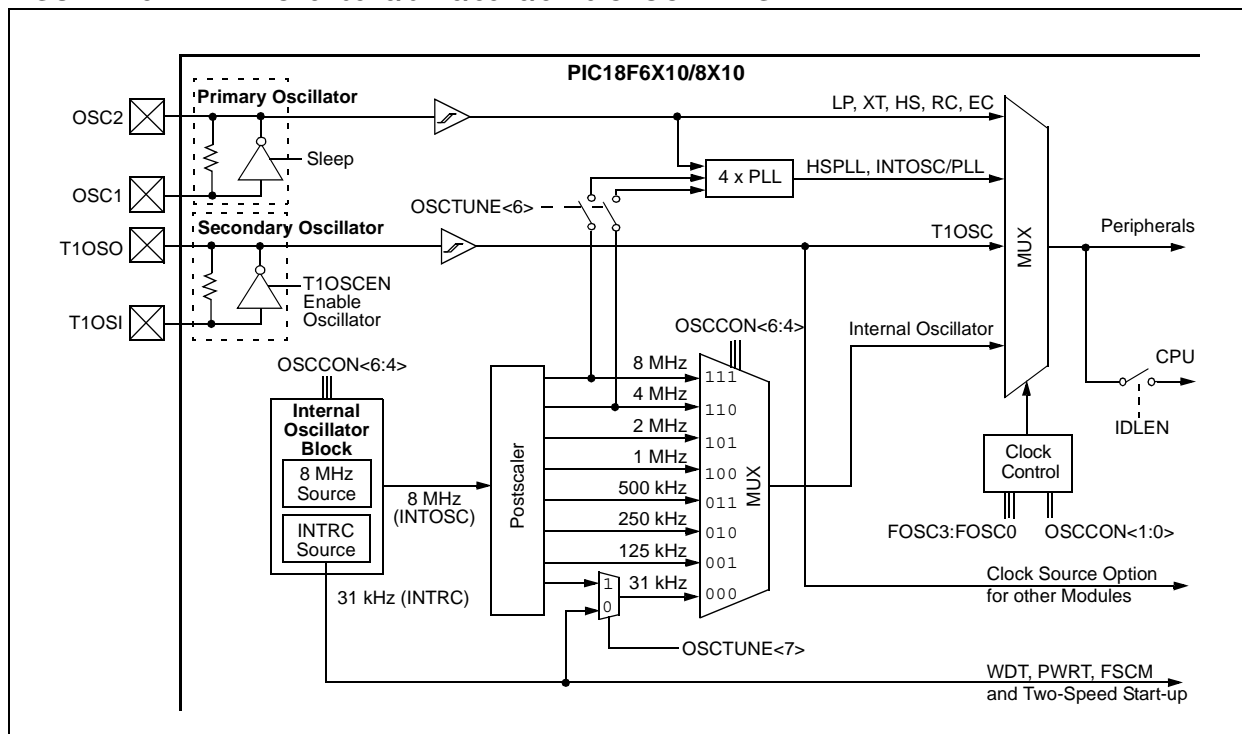 PIC18F6X10/8X10
Primary Oscillator
OSC2
Sleep
OSC1
LP, XT, HS, RC, EC
4 x PLL
HSPLL, INTOSC/PLL
OSCTUNE<6>
Secondary Oscillator
T1OSO
T1OSCEN
Enable
Oscillator
T1OSI
T1OSC
MUX
Peripherals
Internal Oscillator
CPU
IDLEN
Clock
Control
FOSC3:FOSC0
OSCCON<1:0>
OSCCON<6:4>
Internal
Oscillator
Block
8 MHz
Source
INTRC
Source
8 MHz
(INTOSC)
31 kHz (INTRC)
Postscaler
OSCCON<6:4>
8 MHz
111
4 MHz
110
2 MHz
101
1 MHz
100
500 kHz
011
250 kHz
010
125 kHz
001
1
0
31 kHz
000
MUX
OSCTUNE<7>
Clock Source Option
for other Modules
WDT, PWRT, FSCM
and Two-Speed Start-up